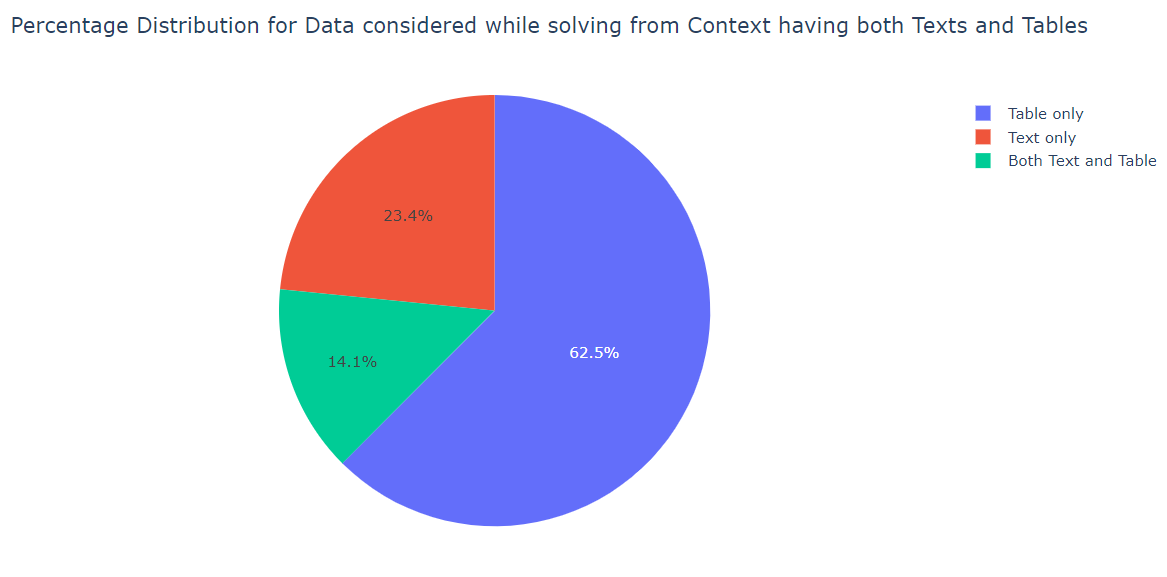 Percentage Distribution for Data considered while solving from Context having both Texts and Tables
Table only
Text only
Both Text and Table
23.4%
62.5%
14.1%